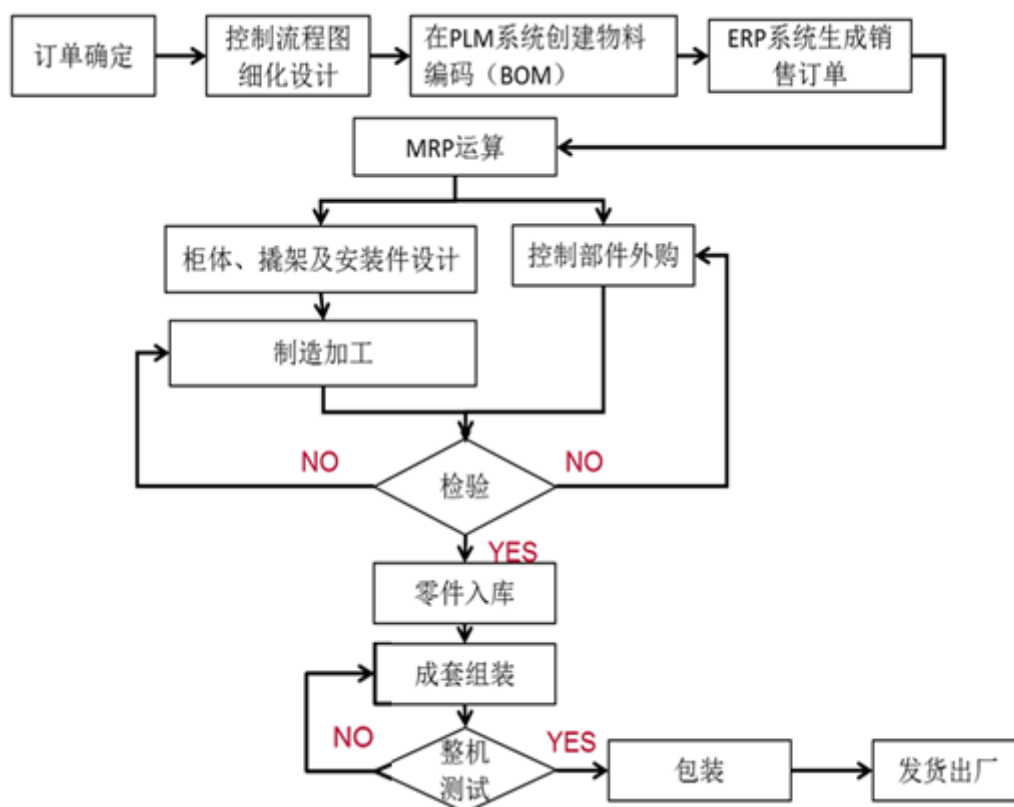 订单确定
控制流程图
细化设计
在PLM系统创建物料
编码（BOM）
ERP系统生成销
售订单
MRP运算
柜体、撬架及安装件设计
控制部件外购
制造加工
NO
检验
NO
YES
零件入库
成套组装
NO
整机
测试
YES
包装
发货出厂